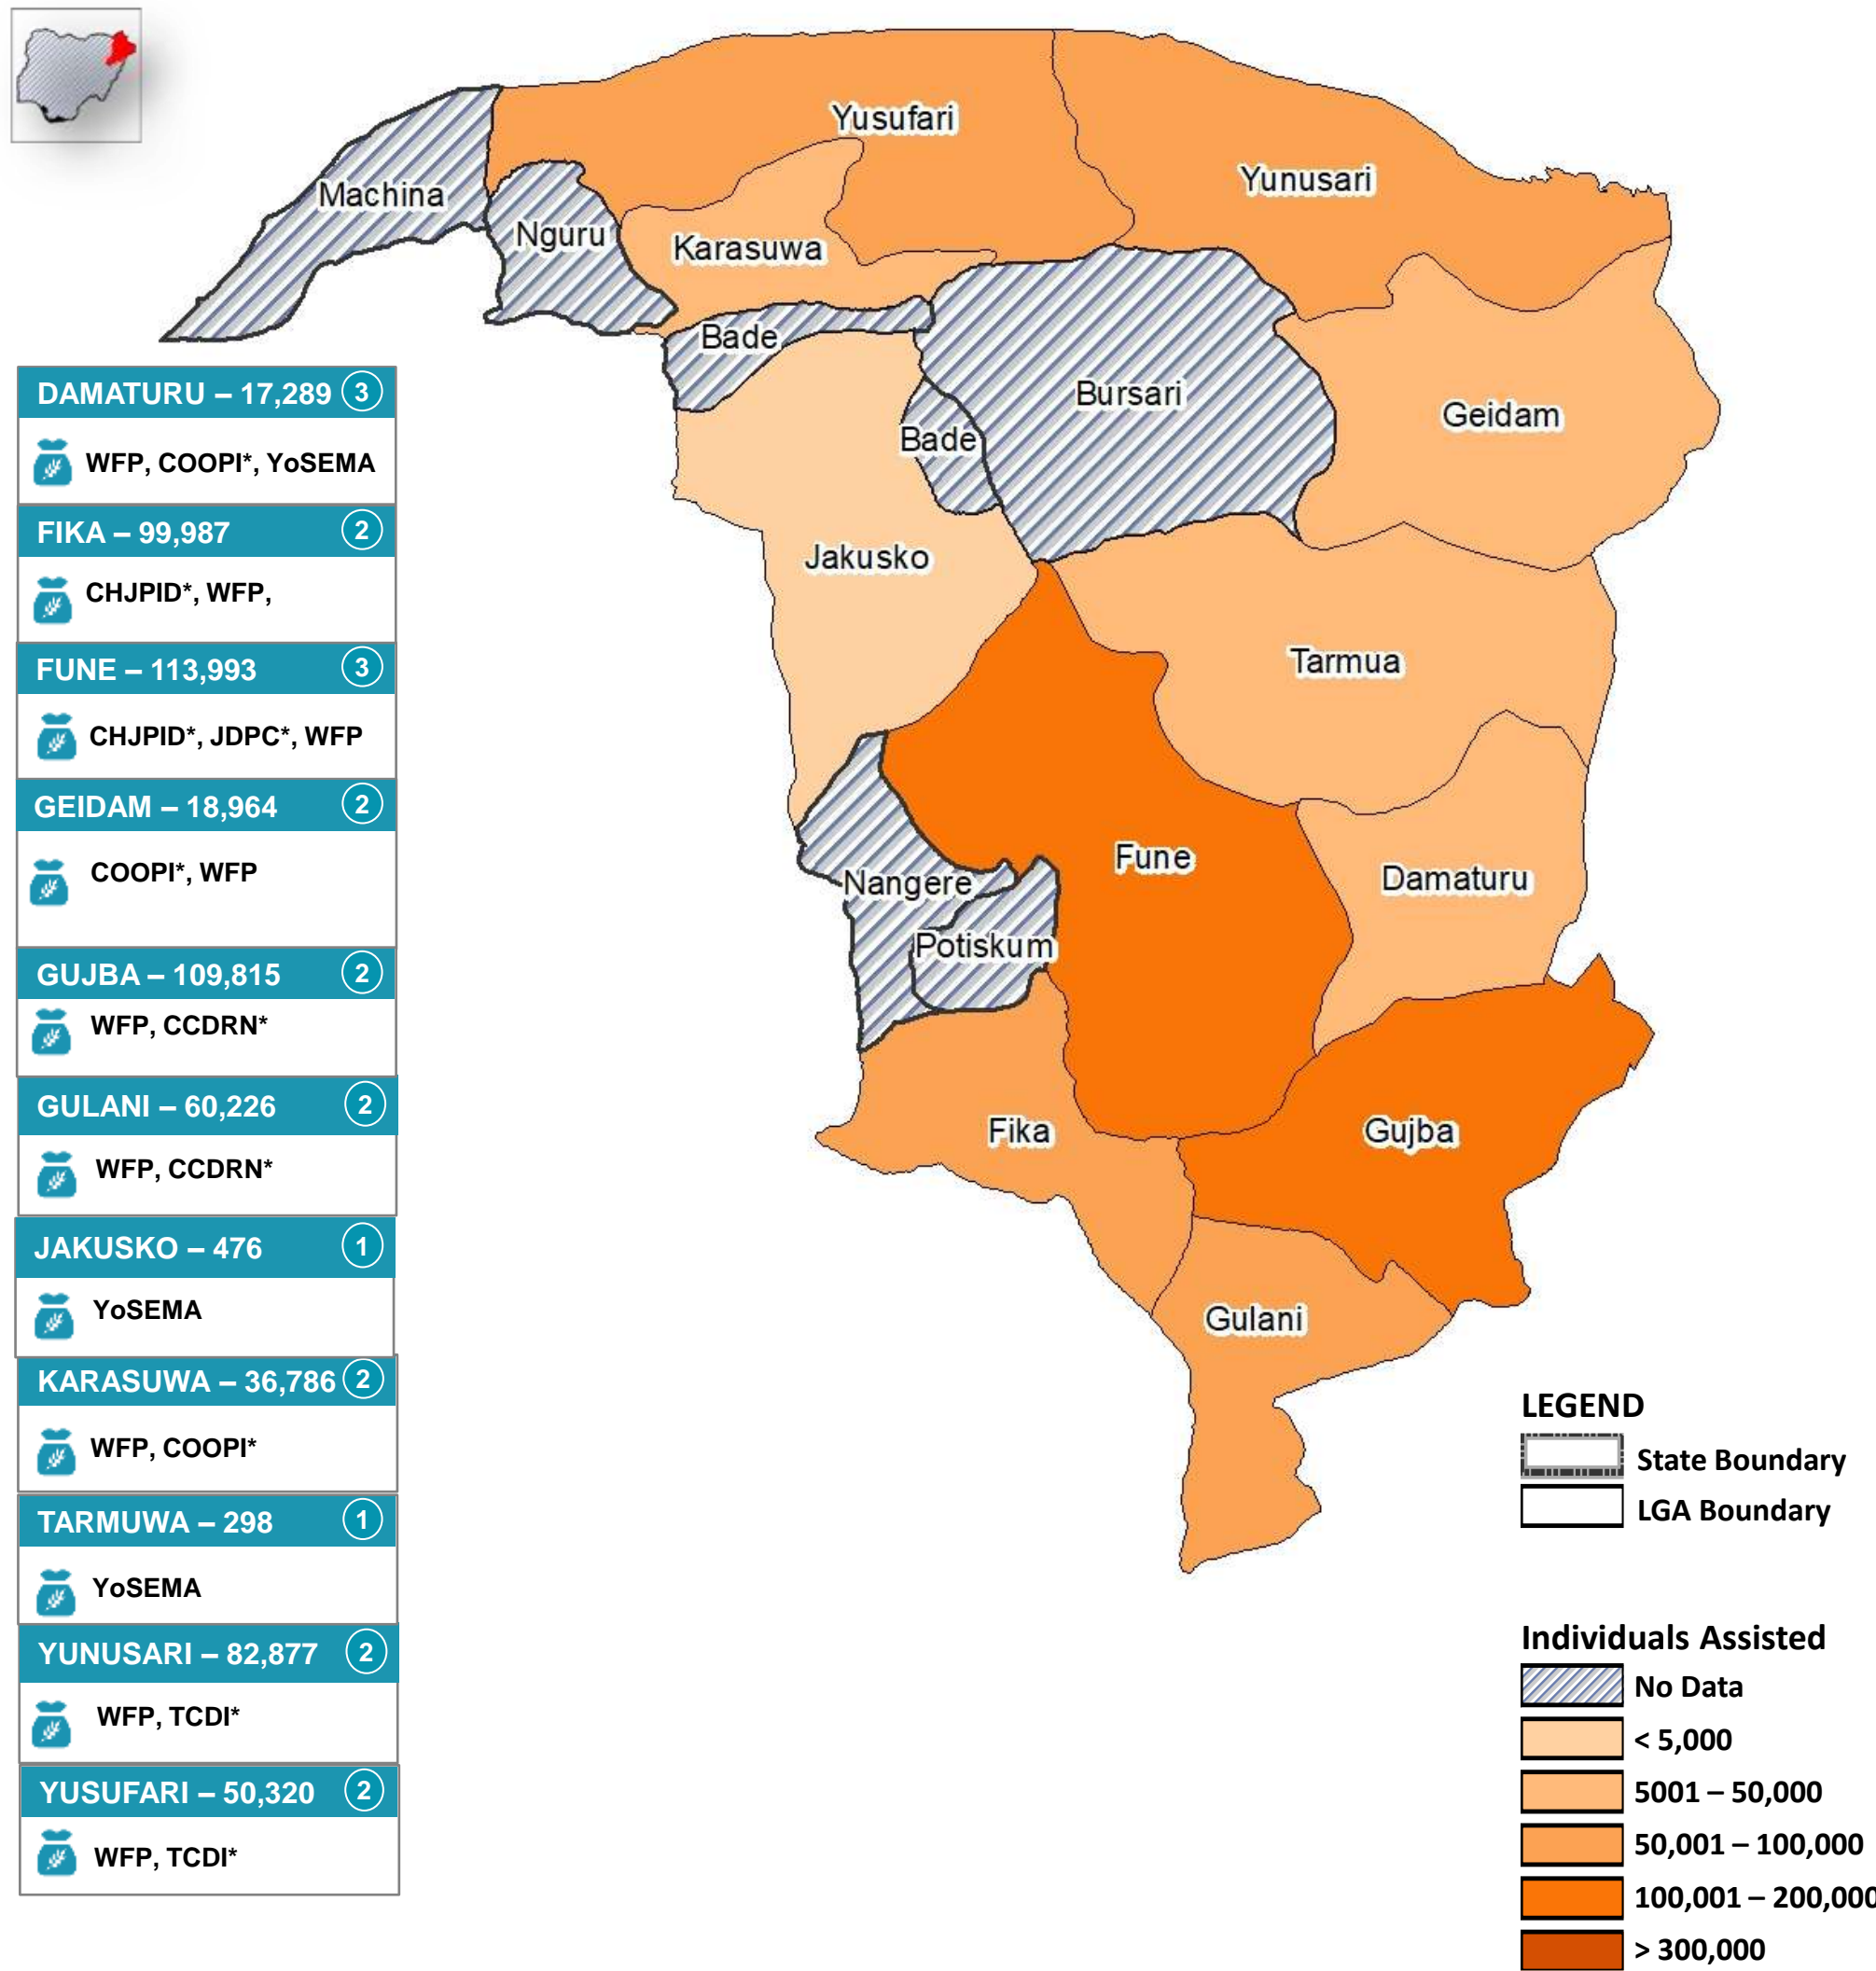 DAMATURU – 17,289 3
WFP, COOPI*, YoSEMA
FIKA – 99,987 2
CHJPID*, WFP,
FUNE – 113,993 3
CHJPID*, JDPC*, WFP
GEIDAM – 18,964 2
COOPI*, WFP
GUJBA – 109,815 2
WFP, CCDRN*
GULANI – 60,226 2
WFP, CCDRN*
JAKUSKO – 476 1
YoSEMA
KARASUWA – 36,786 2
WFP, COOPI*
TARMUWA – 298 1
YoSEMA
YUNUSARI – 82,877 2
WFP, TCDI*
YUSUFARI – 50,320 2
WFP, TCDI*
Yusufari
Yunusari
Machina
Nguru
Karasuwa
Bade
Bursari
Geidam
Bade
Jakusko
Tarmua
Fune
Damaturu
Nangere
Potiskum
Fika
Gujba
Gulani
LEGEND
State Boundary
LGA Boundary
Individuals Assisted
No Data
< 5,000
5001 – 50,000
50,001 – 100,000
100,001 – 200,000
> 300,000